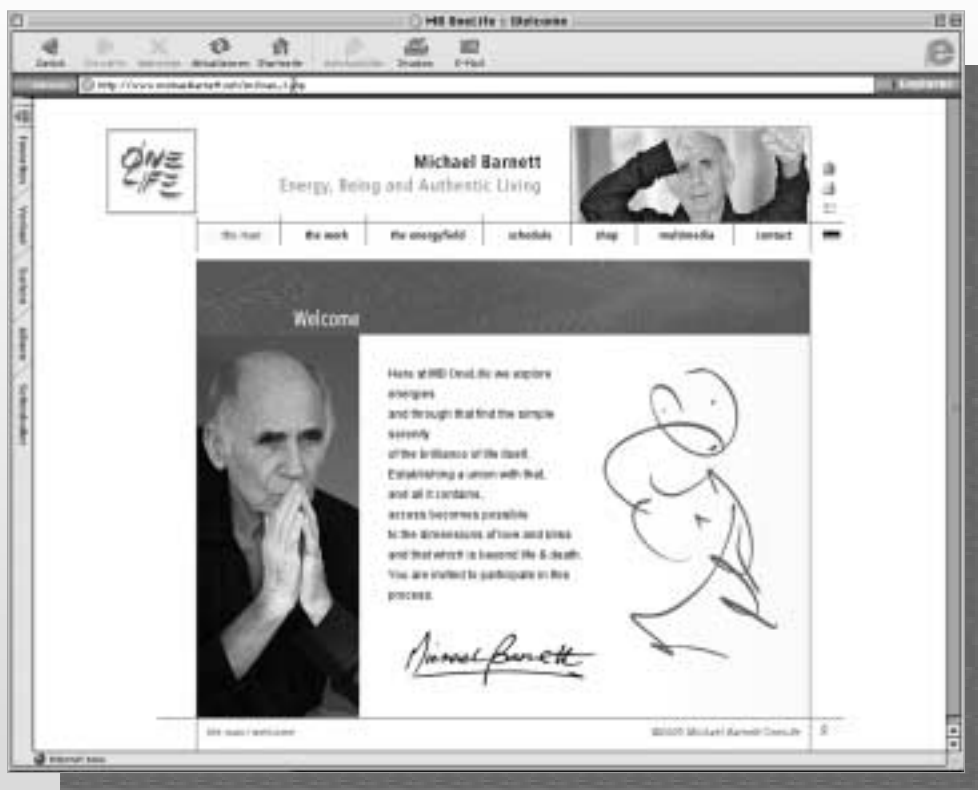 MB OneLife :: Welcome
Zurück Aktualisieren Startseite Drucken E-Mail
Favoriten
Verlauf
Suchen
ONE
LIFE
Michael Barnett
Energy, Being and Authentic Living
the man the work the energyfield schedule shop multimedia contact
Welcome
Here at MB OneLife we explore
energies
and through that find the simple
serenity
of the brilliance of life itself.
Establishing a union with that,
and all it contains,
access becomes possible
to the dimensions of love and bliss
and that which is beyond life & death.
You are invited to participate in this
process.
Michael Barnett
the man / welcome
Michael Barnett OneLife